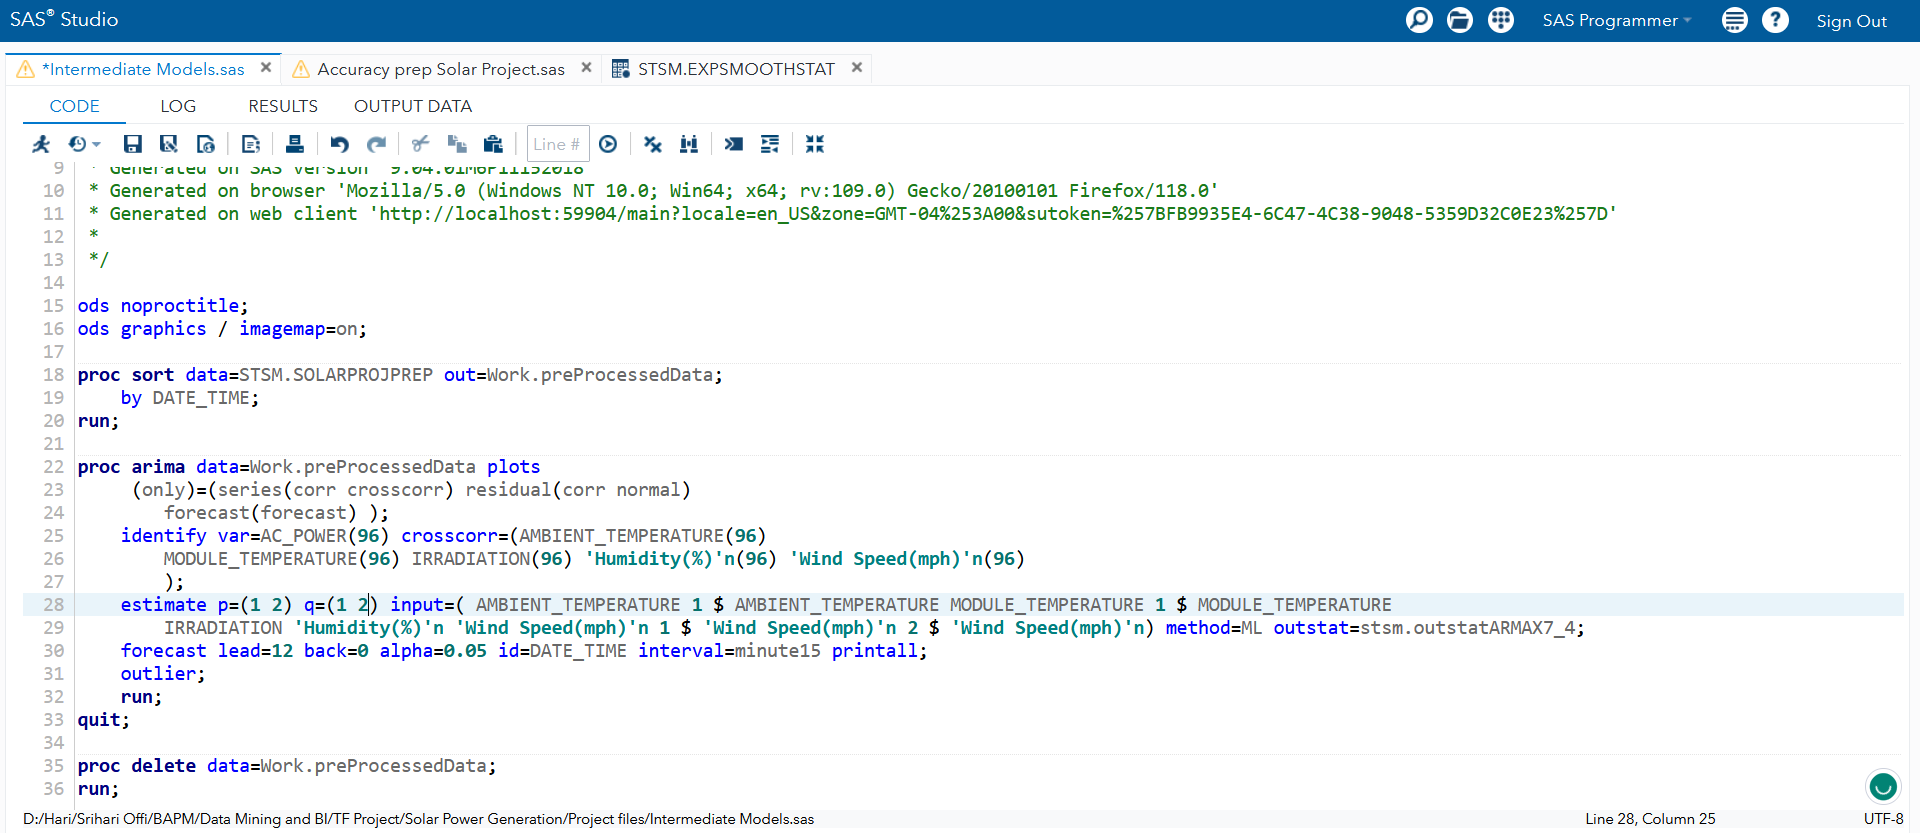 SAS® Studio
SAS Programmer
Sign Out
*Intermediate Models.sas
Accuracy prep Solar Project.sas
STSM.EXPSMOOTHSTAT
CODE LOG RESULTS OUTPUT DATA
Line #
9 * Generated on SAS version '9.04.01M6P11152018'
10 * Generated on browser 'Mozilla/5.0 (Windows NT 10.0; Win64; x64; rv:109.0) Gecko/20100101 Firefox/118.0'
11 * Generated on web client 'http://localhost:59904/main?locale=en_US&zone=GMT-04%253A00&sutoken=%257BFB9935E4-6C47-4C38-9048-5359D32C0E23%257D'
12 *
13 */
14
15 ods noproctitle;
16 ods graphics / imagemap=on;
17
18 proc sort data=STSM.SOLARPROJPREP out=Work.preProcessedData;
19 by DATE_TIME;
20 run;
21
22 proc arima data=Work.preProcessedData plots
23 (only)=(series(corr crosscorr) residual(corr normal)
24 forecast(forecast) );
25 identify var=AC_POWER(96) crosscorr=(AMBIENT_TEMPERATURE(96)
26 MODULE_TEMPERATURE(96) IRRADIATION(96) 'Humidity(%)'n(96) 'Wind Speed(mph)'n(96)
27 );
28 estimate p=(1 2) q=(1 2) input=( AMBIENT_TEMPERATURE 1 $ AMBIENT_TEMPERATURE MODULE_TEMPERATURE 1 $ MODULE_TEMPERATURE
29 IRRADIATION 'Humidity(%)'n 'Wind Speed(mph)'n 1 $ 'Wind Speed(mph)'n 2 $ 'Wind Speed(mph)'n) method=ML outstat=stsm.outstatARMAX7_4;
30 forecast lead=12 back=0 alpha=0.05 id=DATE_TIME interval=minute15 printall;
31 outlier;
32 run;
33 quit;
34
35 proc delete data=Work.preProcessedData;
36 run;
D:/Hari/Srihari Offi/BAPM/Data Mining and BI/TF Project/Solar Power Generation/Project files/Intermediate Models.sas
Line 28, Column 25
UTF-8